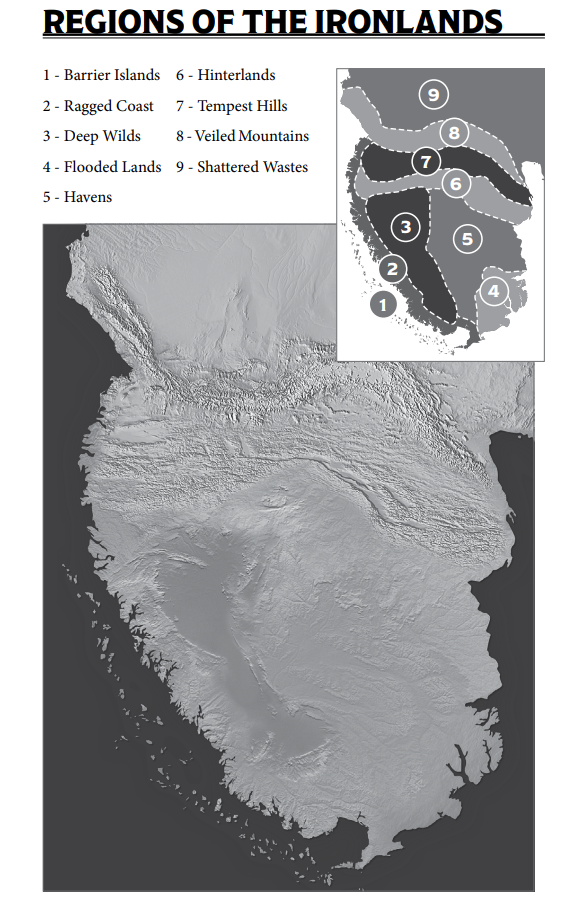 REGIONS OF THE IRONLANDS
1 - Barrier Islands
2 - Ragged Coast
3 - Deep Wilds
4 - Flooded Lands
5 - Havens
6 - Hinterlands
7 - Tempest Hills
8 - Veiled Mountains
9 - Shattered Wastes
9
8
7
6
3
5
2
4
1